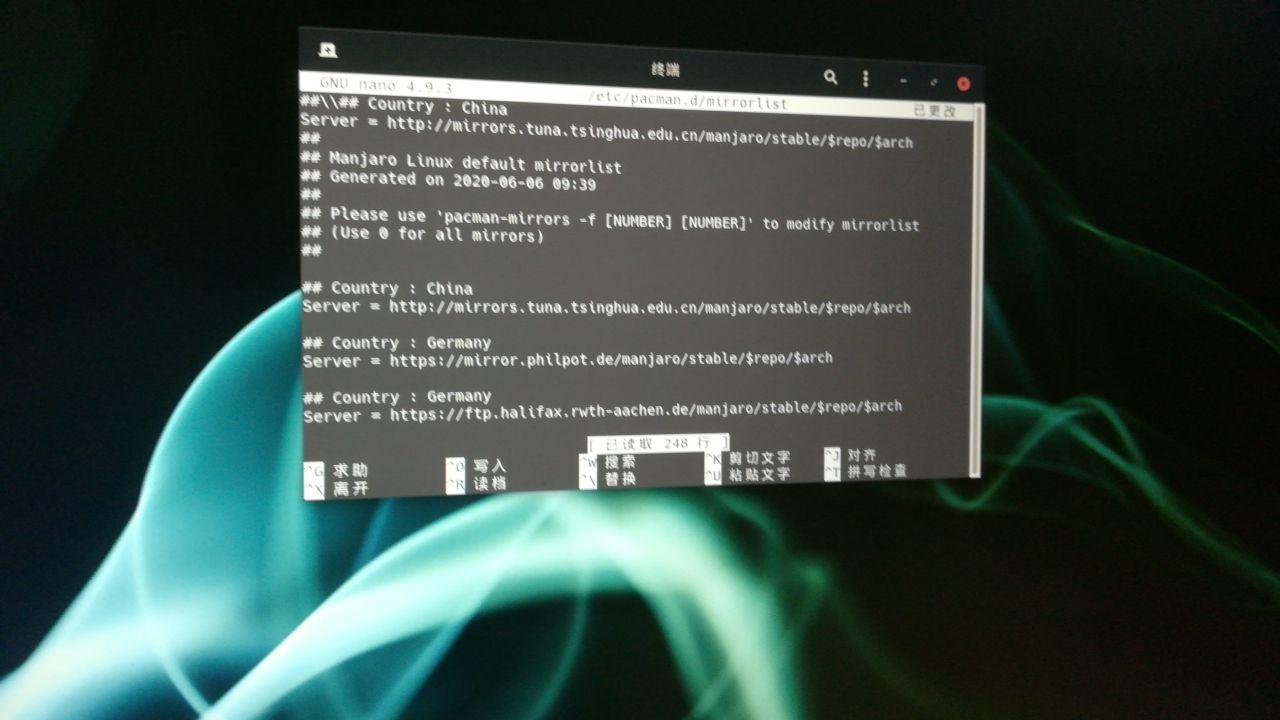 终端
GNU nano 4.9.3 /etc/pacman.d/mirrorlist 已更改
##\\## Country : China
Server = http://mirrors.tuna.tsinghua.edu.cn/manjaro/stable/$repo/$arch
##
## Manjaro Linux default mirrorlist
## Generated on 2020-06-06 09:39
##
## Please use 'pacman-mirrors -f [NUMBER] [NUMBER]' to modify mirrorlist
## (Use 0 for all mirrors)
##
## Country : China
Server = http://mirrors.tuna.tsinghua.edu.cn/manjaro/stable/$repo/$arch
## Country : Germany
Server = https://mirror.philpot.de/manjaro/stable/$repo/$arch
## Country : Germany
Server = https://ftp.halifax.rwth-aachen.de/manjaro/stable/$repo/$arch
[ 已读取 248 行 ]
^G 求助 ^O 写入 ^W 搜索 ^K 剪切文字 ^J 对齐
^X 离开 ^R 读档 ^\ 替换 ^U 粘贴文字 ^T 拼写检查